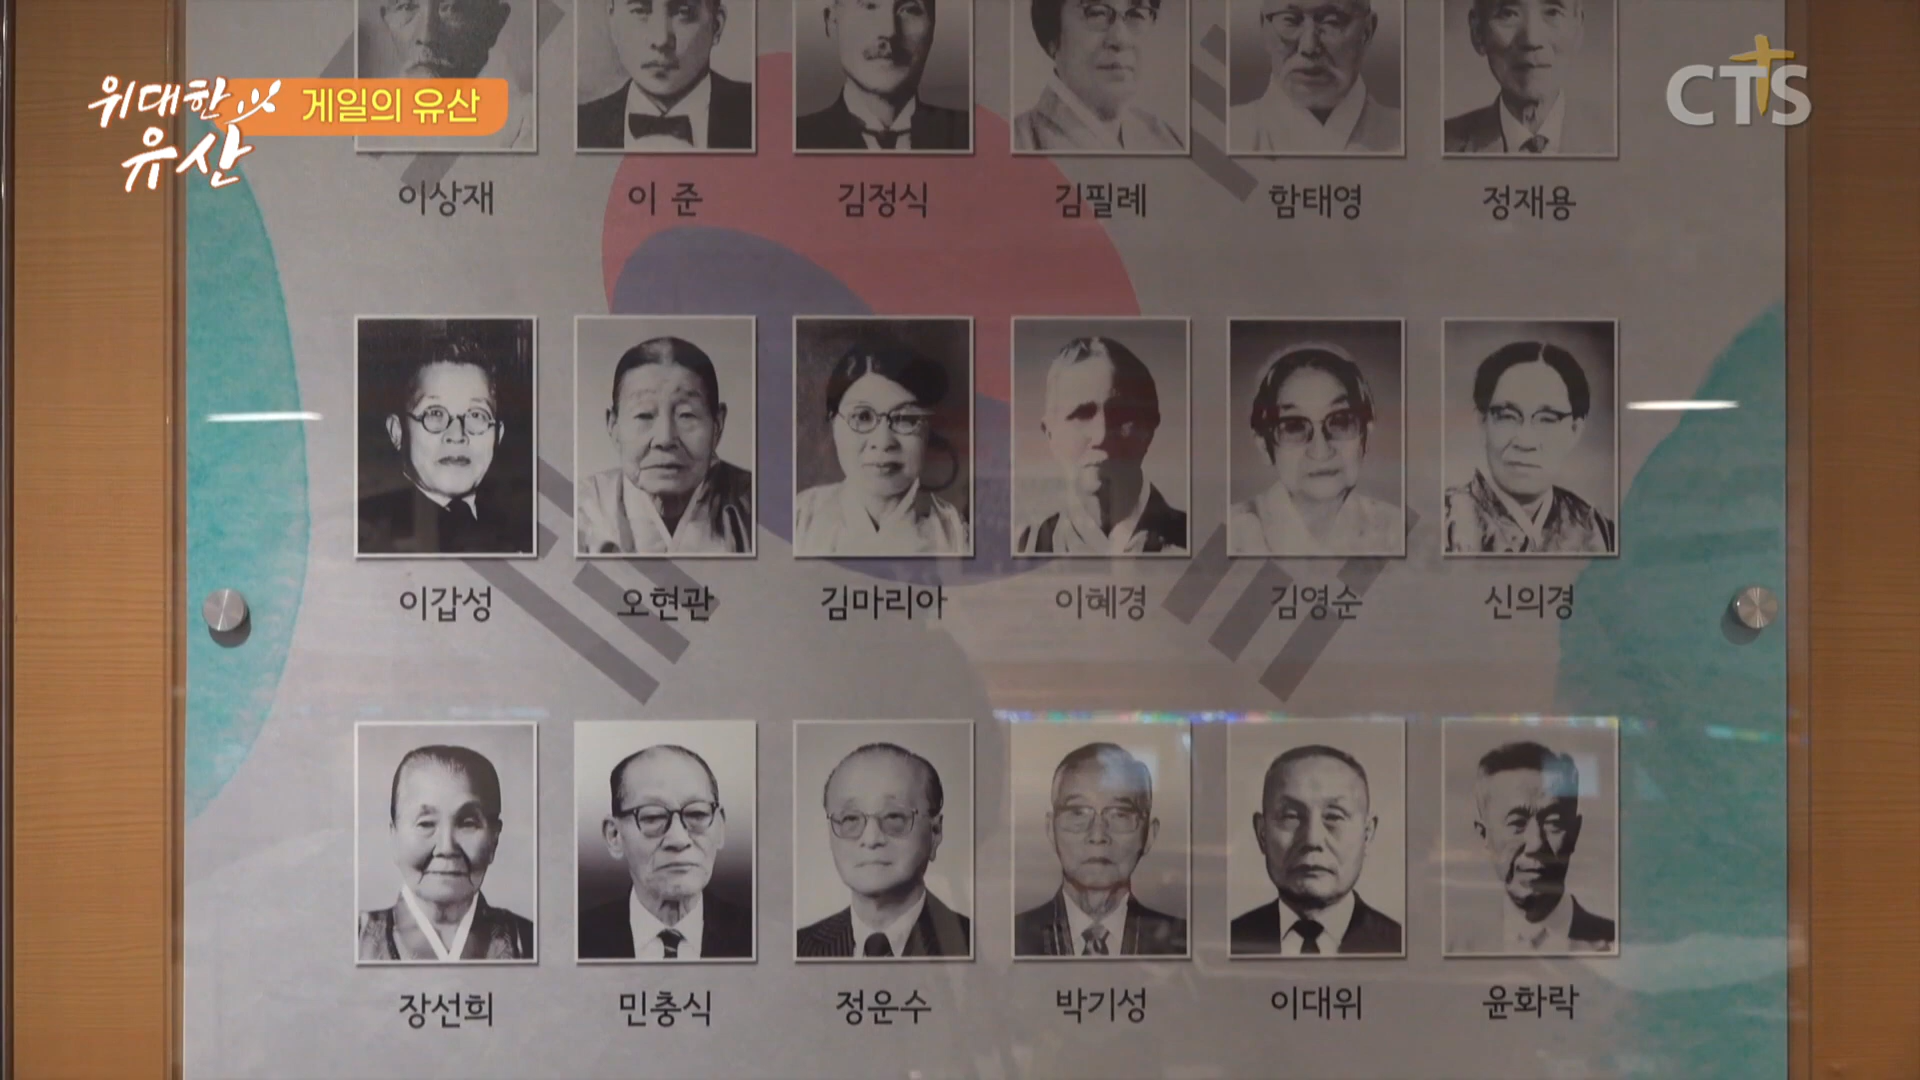 위대한 유산
게일의 유산
CTS
이상재 이 준 김정식 김필례 함태영 정재용
이갑성 오현관 김마리아 이혜경 김영순 신의경
장선희 민충식 정운수 박기성 이대위 윤화락